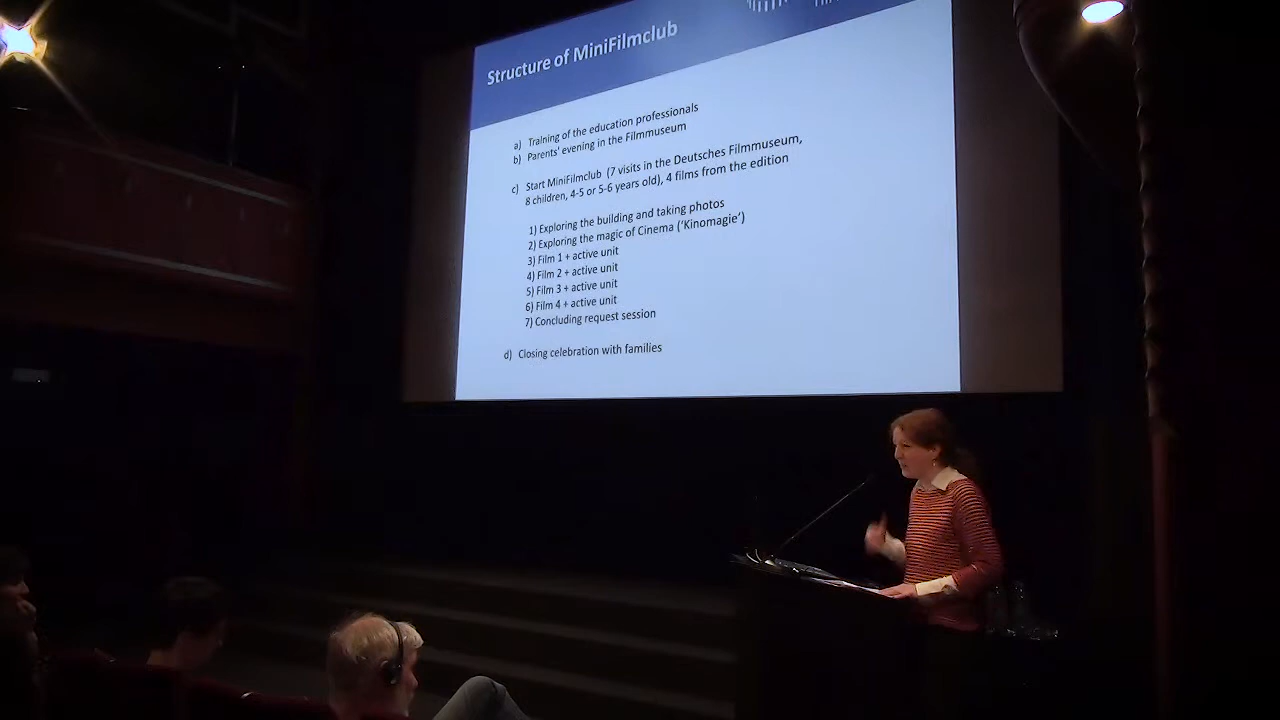 Structure of MiniFilmclub
a) Training of the education professionals
b) Parents' evening in the Filmmuseum
c) Start MiniFilmclub (7 visits in the Deutsches Filmmuseum,
8 children, 4-5 or 5-6 years old), 4 films from the edition
1) Exploring the building and taking photos
2) Exploring the magic of Cinema ('Kinomagie')
3) Film 1 + active unit
4) Film 2 + active unit
5) Film 3 + active unit
6) Film 4 + active unit
7) Concluding request session
d) Closing celebration with families